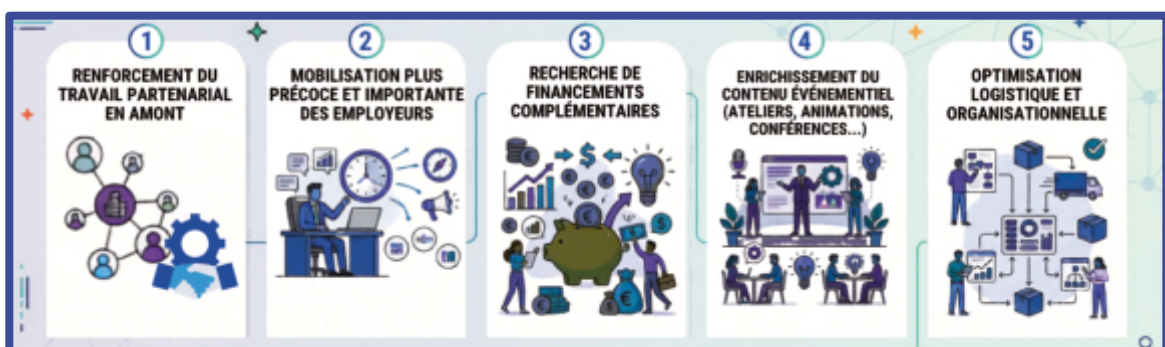 1
RENFORCEMENT DU
TRAVAIL PARTENARIAL
EN AMONT
2
MOBILISATION PLUS
PRÉCOCE ET IMPORTANTE
DES EMPLOYEURS
3
RECHERCHE DE
FINANCEMENTS
COMPLÉMENTAIRES
4
ENRICHISSEMENT DU
CONTENU ÉVÉNEMENTIEL
(ATELIERS, ANIMATIONS,
CONFÉRENCES...)
5
OPTIMISATION
LOGISTIQUE ET
ORGANISATIONNELLE